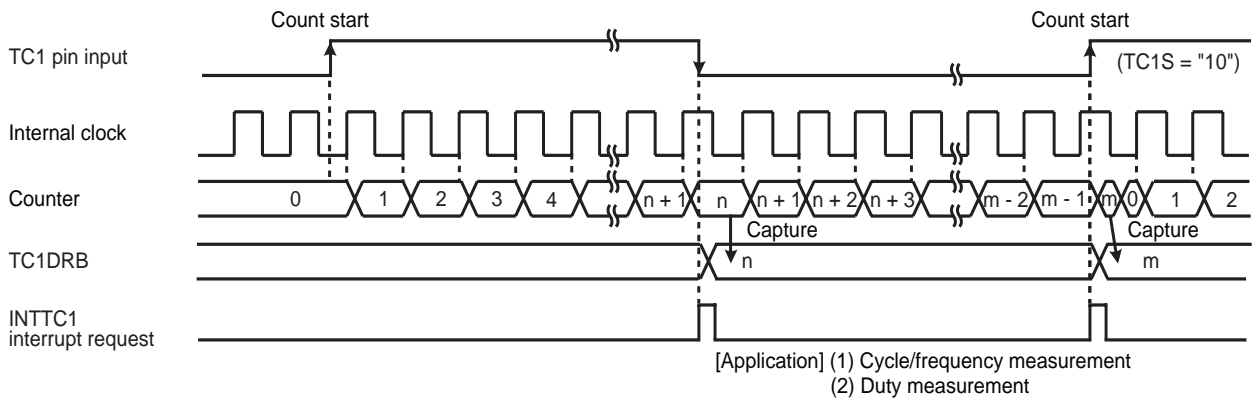 Count start Count start
TC1 pin input
(TC1S = "10")
Internal clock
Counter 0 1 2 3 4 n + 1 n n + 1 n + 2 n + 3 m - 2 m - 1 m 0 1 2
Capture Capture
TC1DRB n m
INTTC1
interrupt request
[Application] (1) Cycle/frequency measurement
(2) Duty measurement